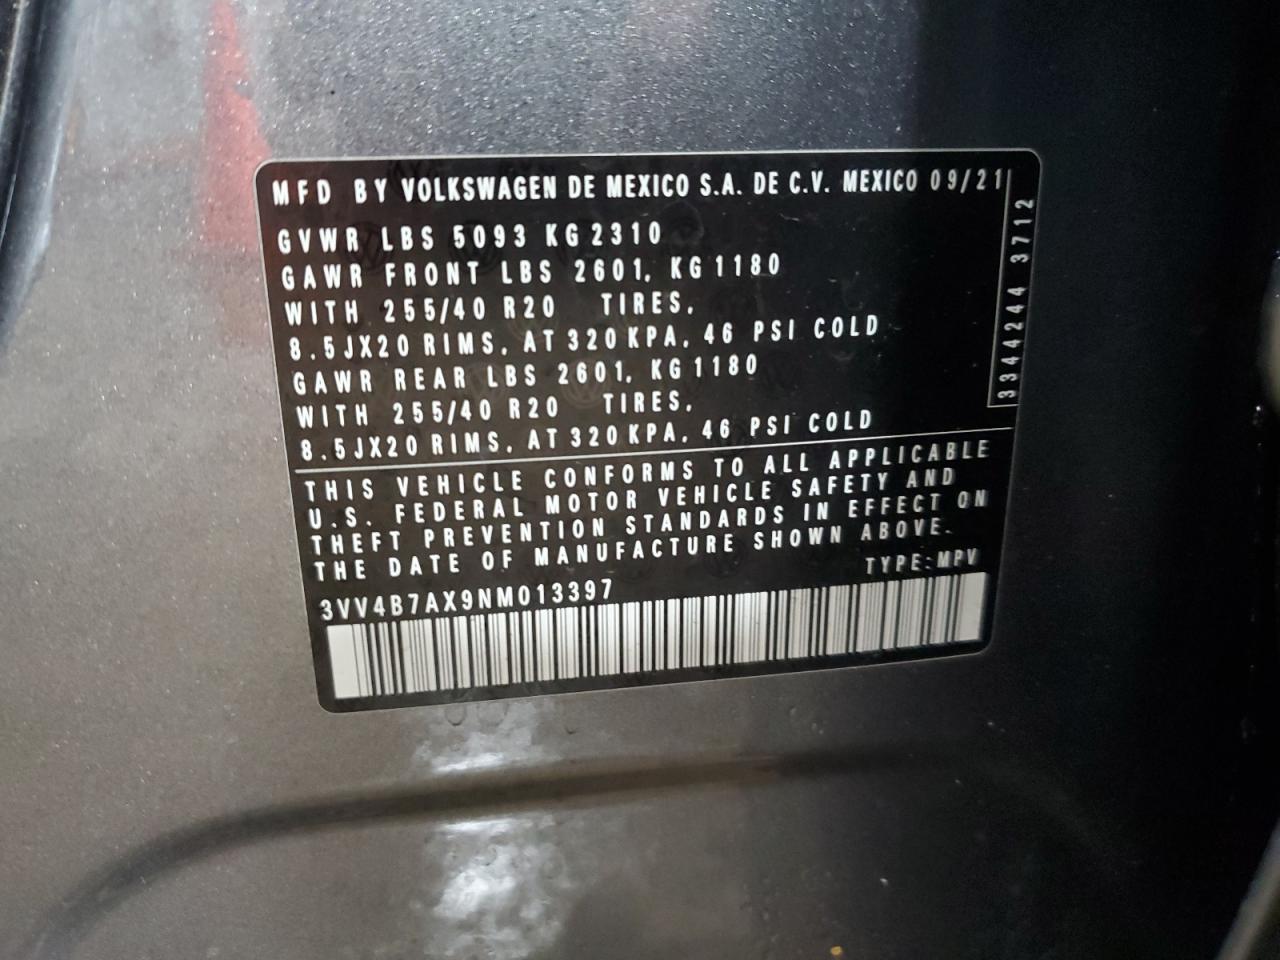 MFD BY VOLKSWAGEN DE MEXICO S.A. DE C.V. MEXICO 09/21
GVWR LBS 5093 KG 2310
GAWR FRONT LBS 2601, KG 1180
WITH 255/40 R20 TIRES,
8.5JX20 RIMS, AT 320 KPA, 46 PSI COLD
GAWR REAR LBS 2601, KG 1180
WITH 255/40 R20 TIRES,
8.5JX20 RIMS, AT 320 KPA, 46 PSI COLD
3344244 3712
THIS VEHICLE CONFORMS TO ALL APPLICABLE
U.S. FEDERAL MOTOR VEHICLE SAFETY AND
THEFT PREVENTION STANDARDS IN EFFECT ON
THE DATE OF MANUFACTURE SHOWN ABOVE.
TYPE:MPV
3VV4B7AX9NM013397